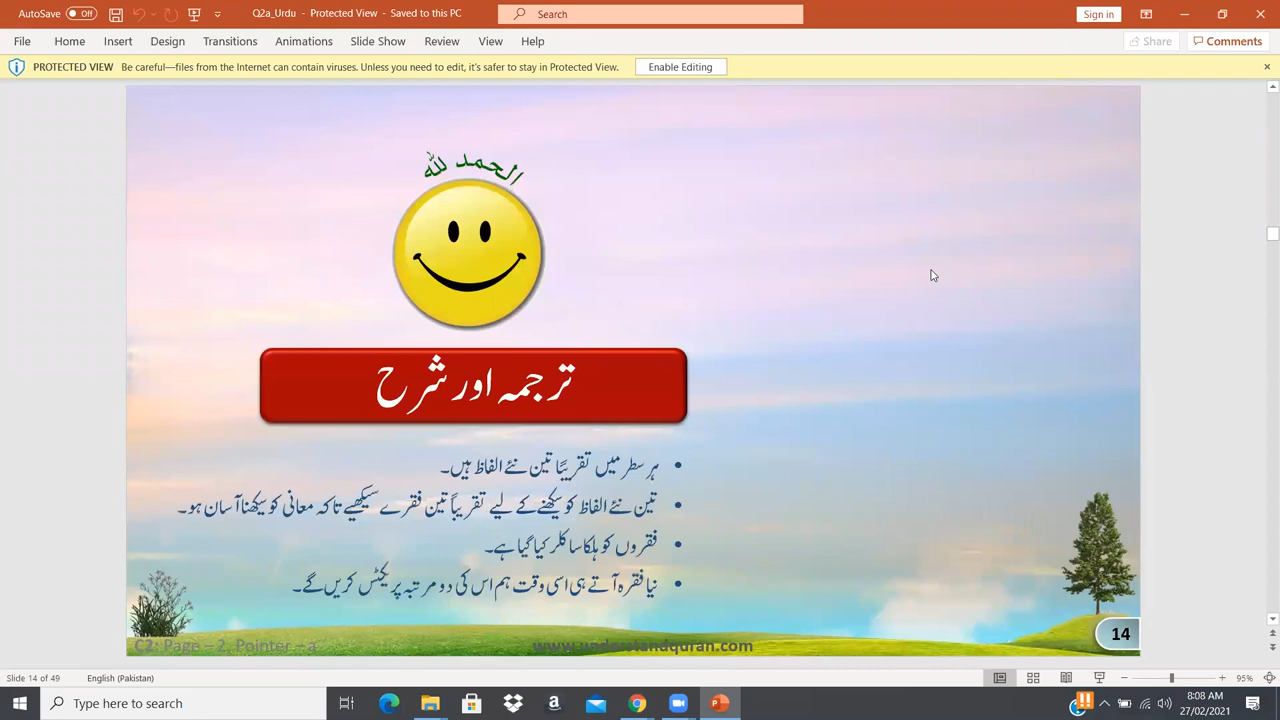 AutoSave Off Q2a_Urdu - Protected View - Saved to this PC Search Sign in
File Home Insert Design Transitions Animations Slide Show Review View Help Share Comments
PROTECTED VIEW Be careful—files from the Internet can contain viruses. Unless you need to edit, it's safer to stay in Protected View. Enable Editing
الحمد لله
ترجمہ اور شرح
• ہر سطر میں تقریبًا تین نئے الفاظ ہیں۔
• تین نئے الفاظ کو سیکھنے کے لیے تقریباً تین فقرے سیکھیے تاکہ معانی کو سیکھنا آسان ہو۔
• فقروں کو ہلکا سا کلر کیا گیا ہے۔
• نیا فقرہ آتے ہی اسی وقت ہم اس کی دو مرتبہ پریکٹس کریں گے۔
14
C2: Page – 2, Pointer – a www.understandquran.com
Slide 14 of 49 English (Pakistan) 95%
Type here to search 8:08 AM
27/02/2021